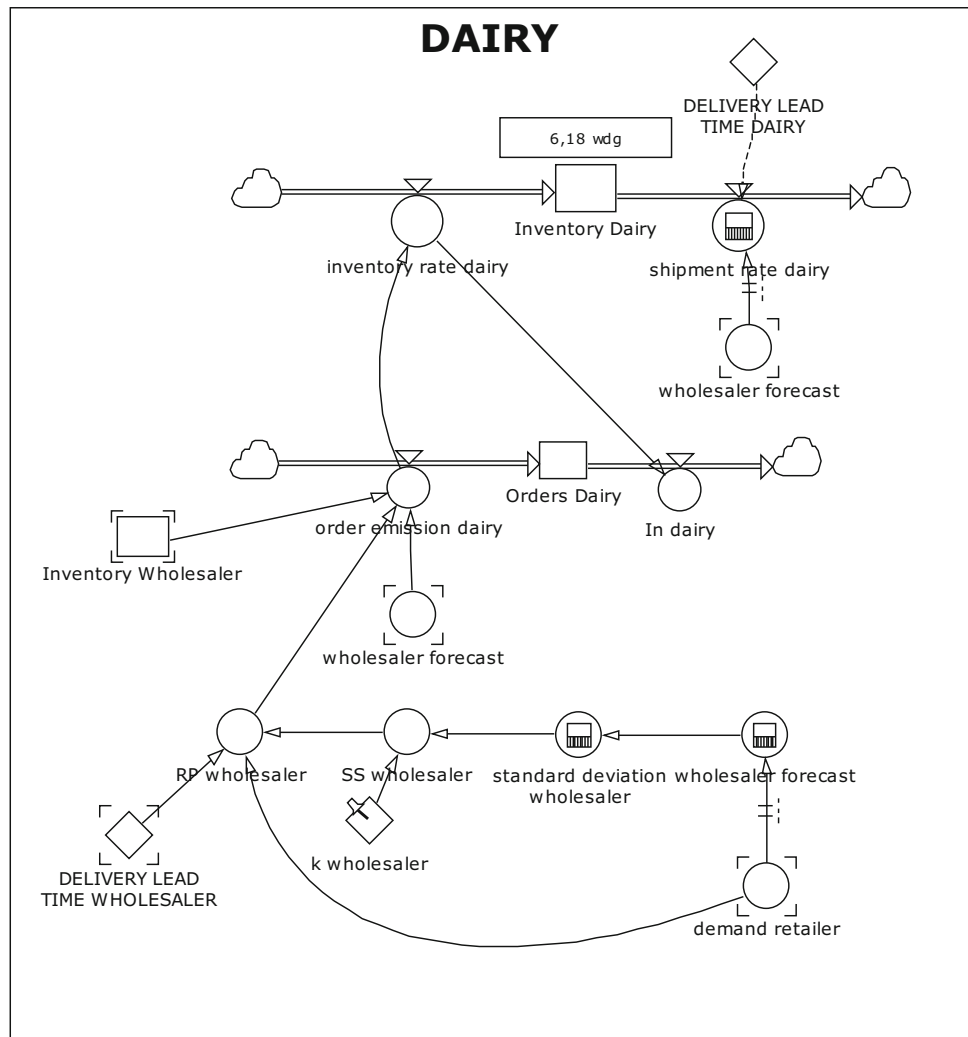 DAIRY
DELIVERY LEAD
TIME DAIRY
6,18 wdg
Inventory Dairy
inventory rate dairy
shipment rate dairy
wholesaler forecast
Orders Dairy
order emission dairy
In dairy
Inventory Wholesaler
wholesaler forecast
RP wholesaler
SS wholesaler
standard deviation
wholesaler
wholesaler forecast
k wholesaler
DELIVERY LEAD
TIME WHOLESALER
demand retailer